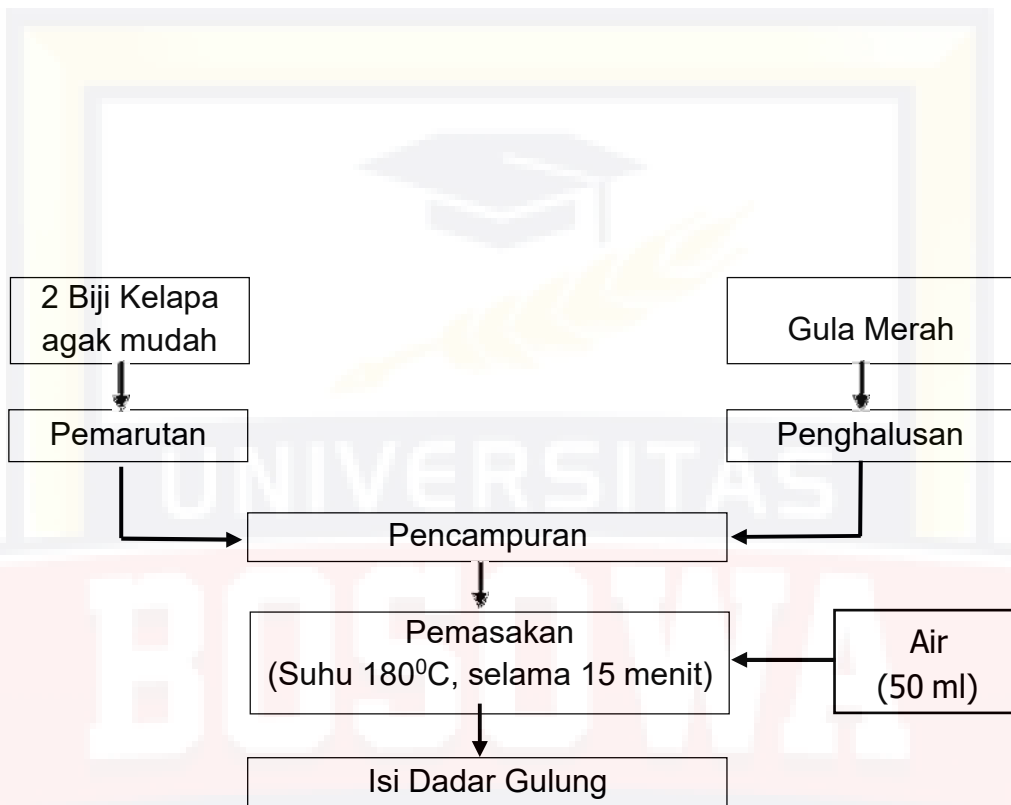 2 Biji Kelapa
agak mudah
Gula Merah
Pemarutan
Penghalusan
UNIVERSITAS
Pencampuran
BOSOWA
Pemasakan
(Suhu 180⁰C, selama 15 menit)
Air
(50 ml)
Isi Dadar Gulung